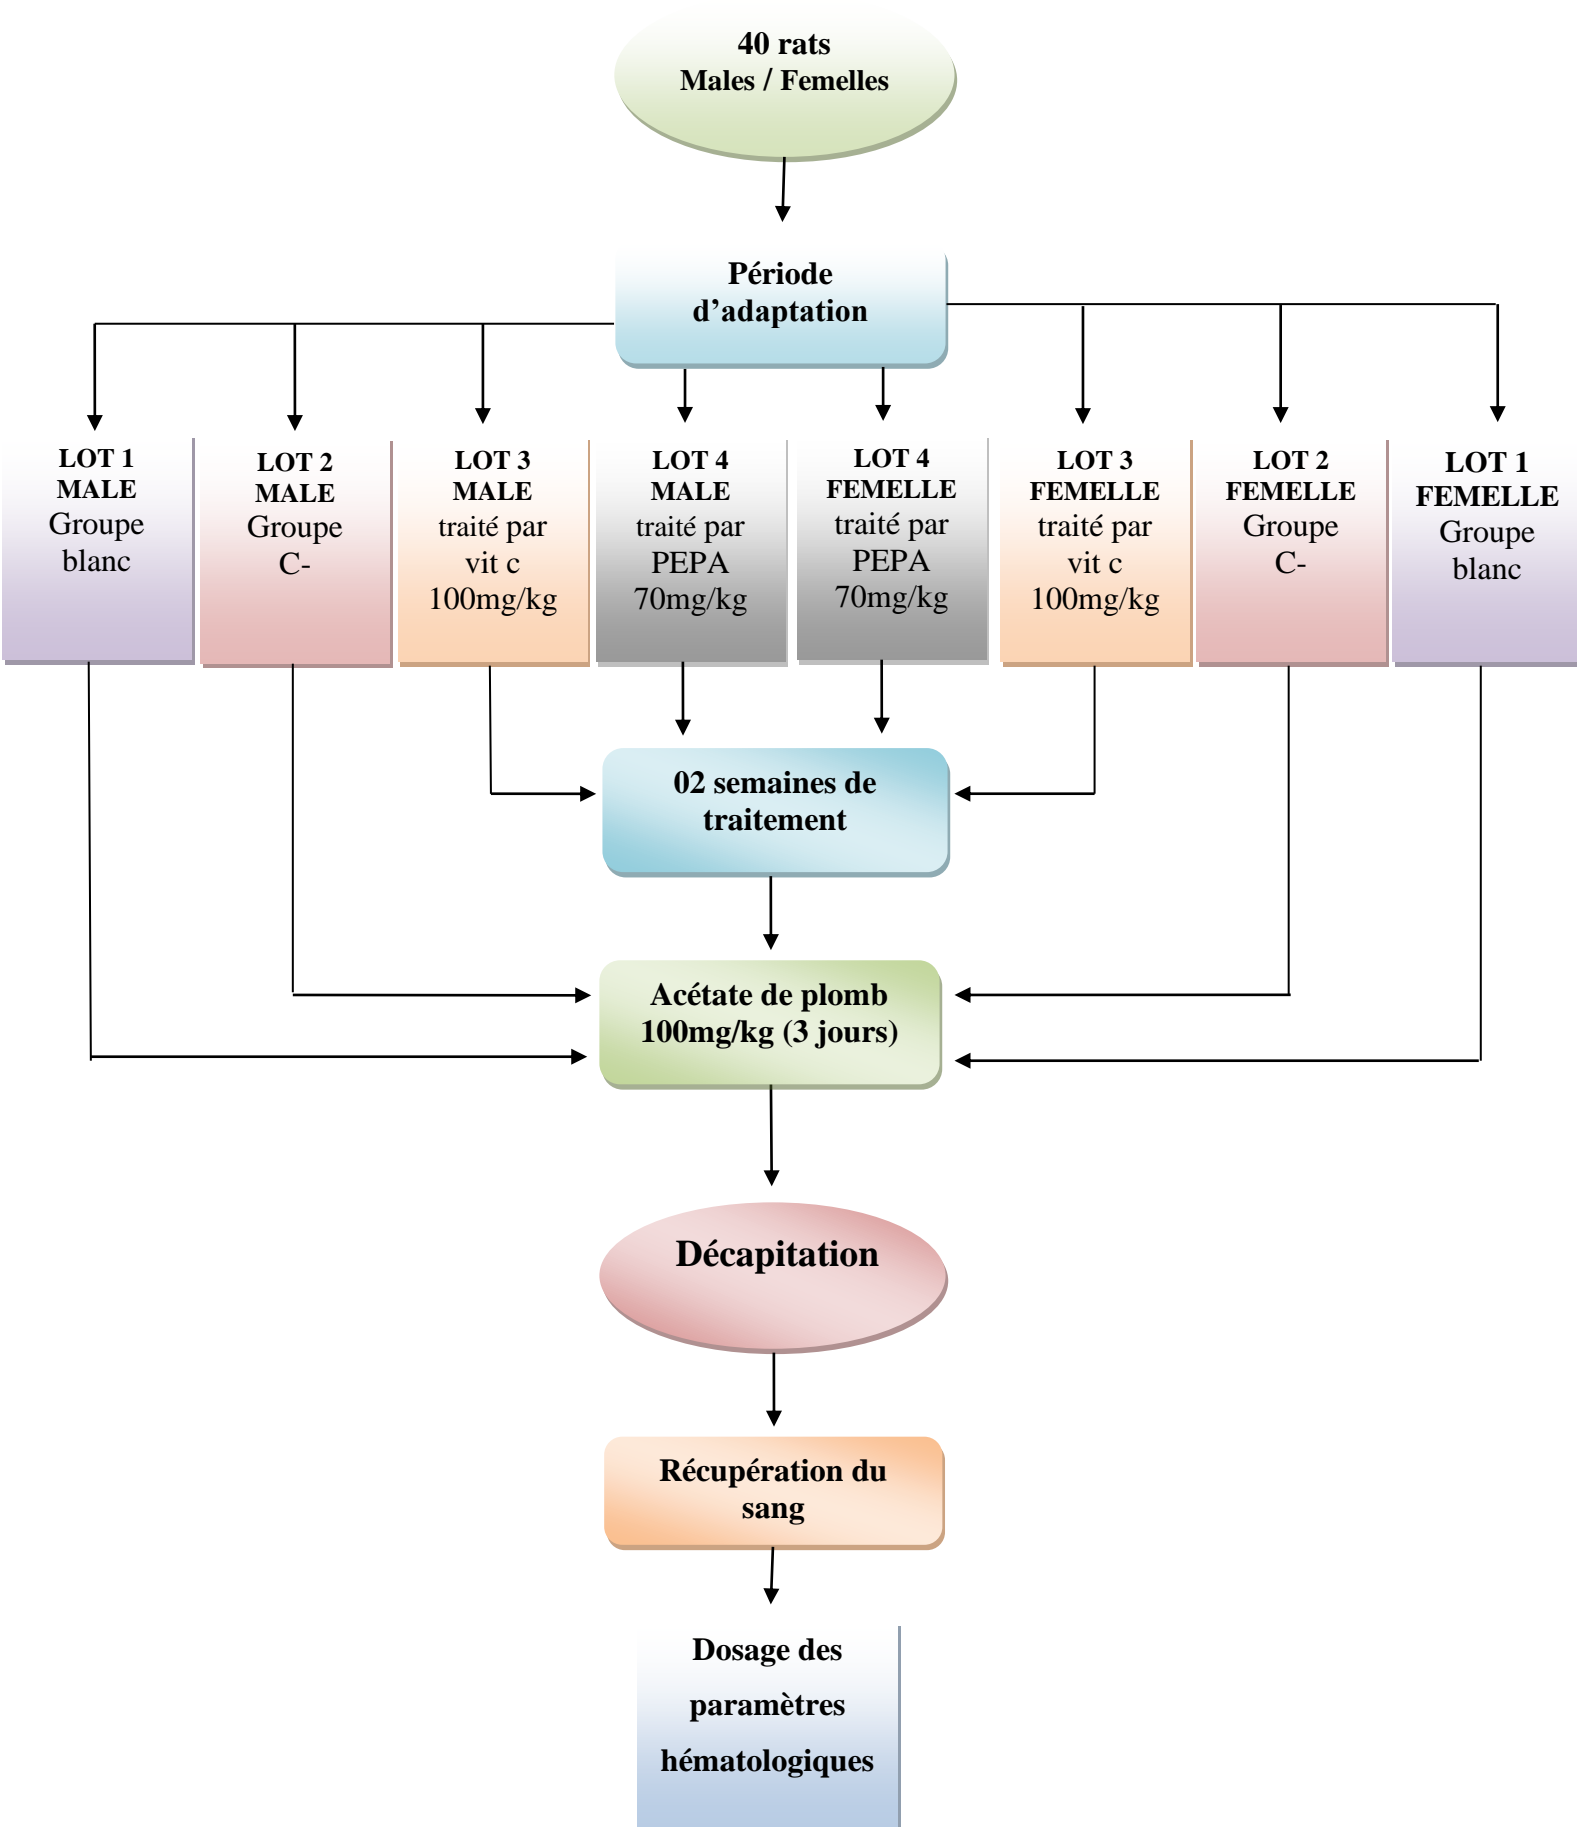 40 rats
Males / Femelles
Période
d’adaptation
LOT 1
MALE
Groupe
blanc
LOT 2
MALE
Groupe
C-
LOT 3
MALE
traité par
vit c
100mg/kg
LOT 4
MALE
traité par
PEPA
70mg/kg
LOT 4
FEMELLE
traité par
PEPA
70mg/kg
LOT 3
FEMELLE
traité par
vit c
100mg/kg
LOT 2
FEMELLE
Groupe
C-
LOT 1
FEMELLE
Groupe
blanc
02 semaines de
traitement
Acétate de plomb
100mg/kg (3 jours)
Décapitation
Récupération du
sang
Dosage des
paramètres
hématologiques